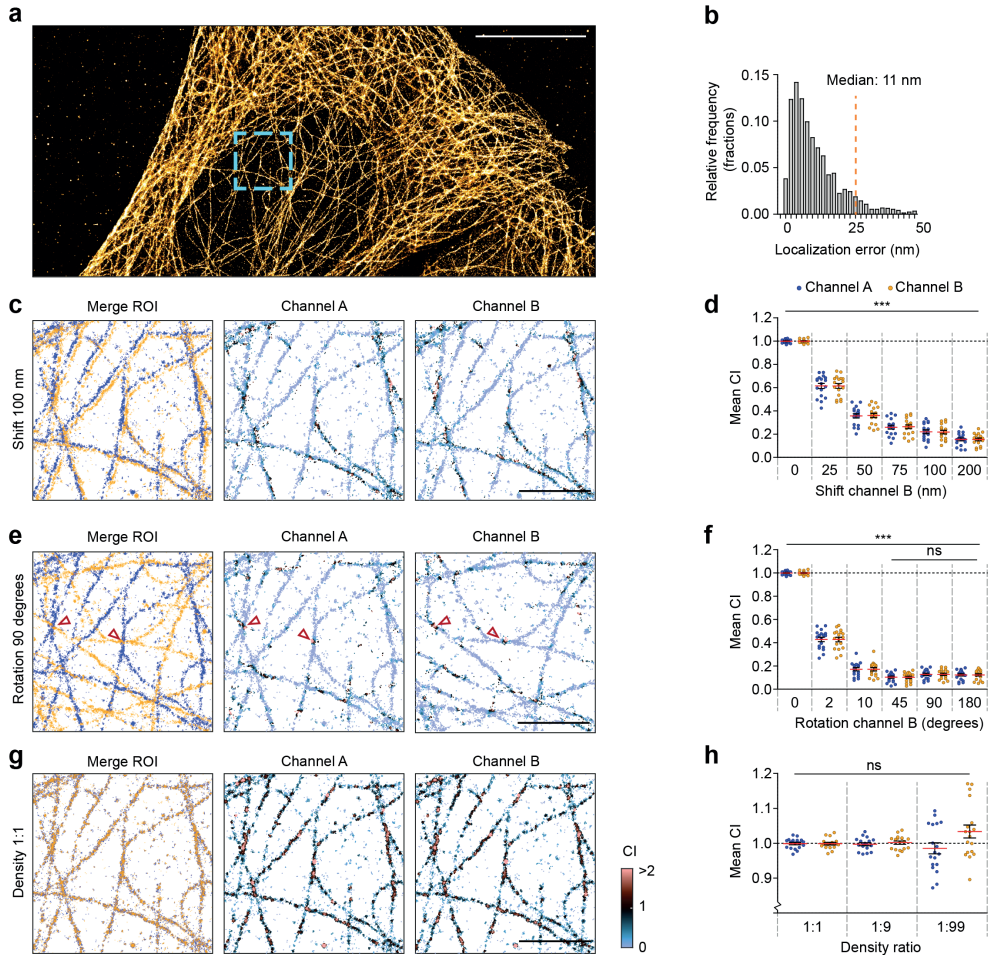 a
b
0.15
0.10
0.05
0.00
Relative frequency
(fractions)
Median: 11 nm
0
25
50
Localization error (nm)
c
Merge ROI
Channel A
Channel B
Shift 100 nm
d
Channel A
Channel B
***
1.2
1.0
0.8
0.6
0.4
0.2
0.0
Mean CI
0
25
50
75
100
200
Shift channel B (nm)
e
Merge ROI
Channel A
Channel B
Rotation 90 degrees
f
***
ns
1.2
1.0
0.8
0.6
0.4
0.2
0.0
Mean CI
0
2
10
45
90
180
Rotation channel B (degrees)
g
Merge ROI
Channel A
Channel B
Density 1:1
CI
>2
1
0
h
ns
1.2
1.1
1.0
0.9
Mean CI
1:1
1:9
1:99
Density ratio